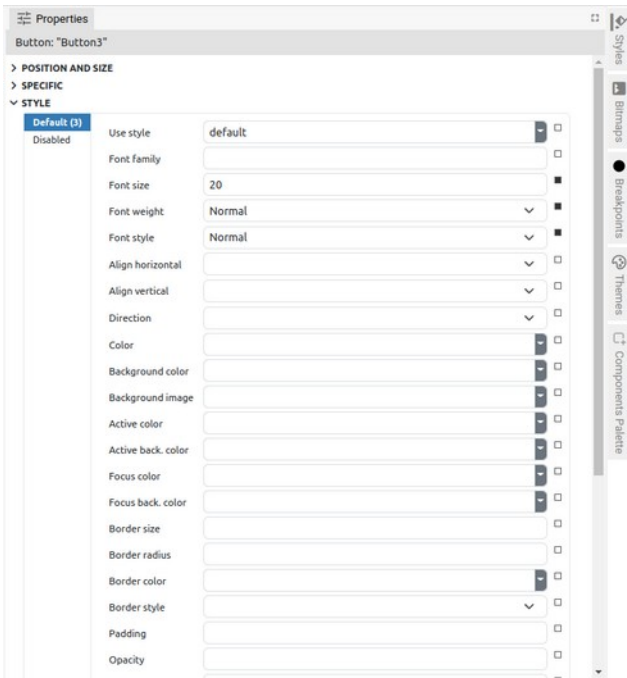 Properties
Button: "Button3"
POSITION AND SIZE
SPECIFIC
STYLE
Default (3)
Disabled
Use style default
Font family
Font size 20
Font weight Normal
Font style Normal
Align horizontal
Align vertical
Direction
Color
Background color
Background image
Active color
Active back. color
Focus color
Focus back. color
Border size
Border radius
Border color
Border style
Padding
Opacity
Styles
Bitmaps
Breakpoints
Themes
Components Palette